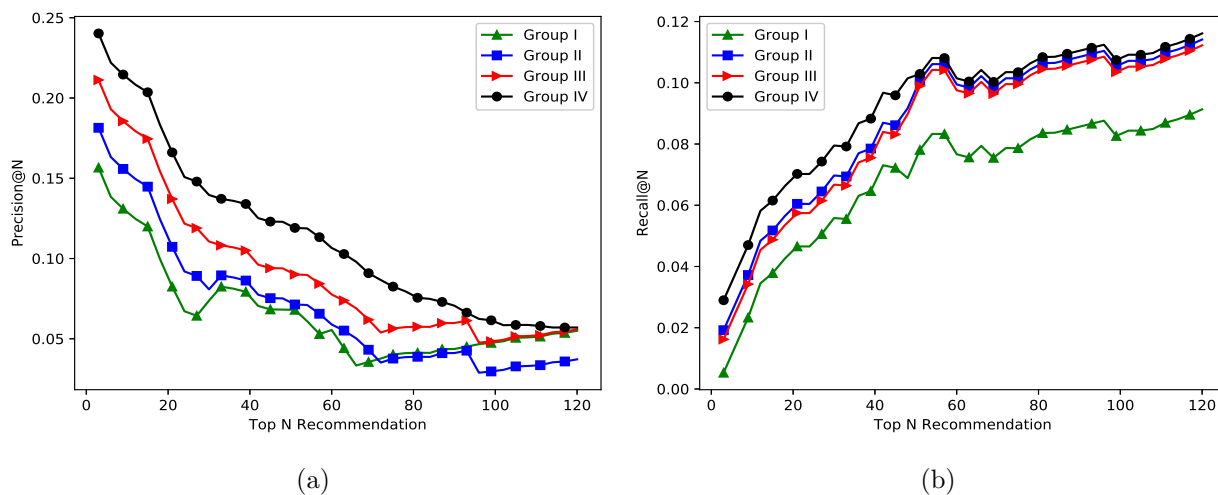 0.25
0.20
0.15
0.10
0.05
Precision@N
0 20 40 60 80 100 120
Top N Recommendation
Group I
Group II
Group III
Group IV
(a)
0.12
0.10
0.08
0.06
0.04
0.02
0.00
Recall@N
0 20 40 60 80 100 120
Top N Recommendation
Group I
Group II
Group III
Group IV
(b)